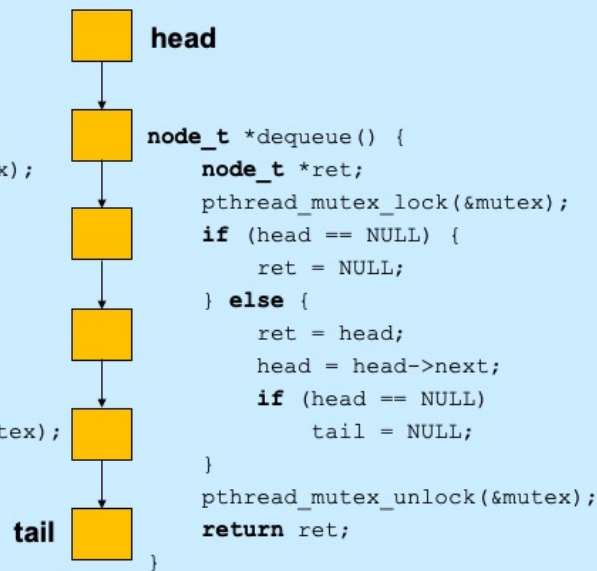 head
node_t *dequeue() {
node_t *ret;
x);
pthread_mutex_lock(&mutex);
if (head == NULL) {
ret = NULL;
} else {
ret = head;
head = head->next;
if (head == NULL)
tex);
tail = NULL;
}
pthread_mutex_unlock(&mutex);
tail
return ret;
}